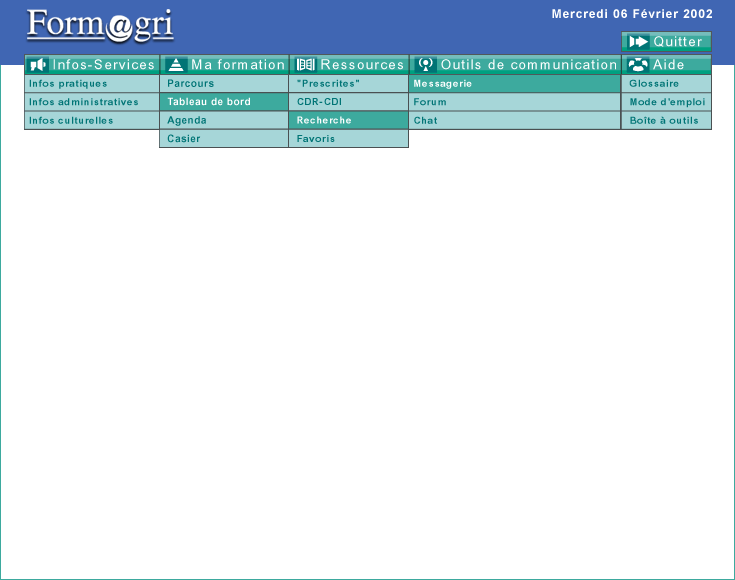 Form@gri
Mercredi 06 Février 2002
Quitter
Infos-Services Ma formation Ressources Outils de communication Aide
Infos pratiques Parcours "Prescrites" Messagerie Glossaire
Infos administratives Tableau de bord CDR-CDI Forum Mode d'emploi
Infos culturelles Agenda Recherche Chat Boîte à outils
Casier Favoris